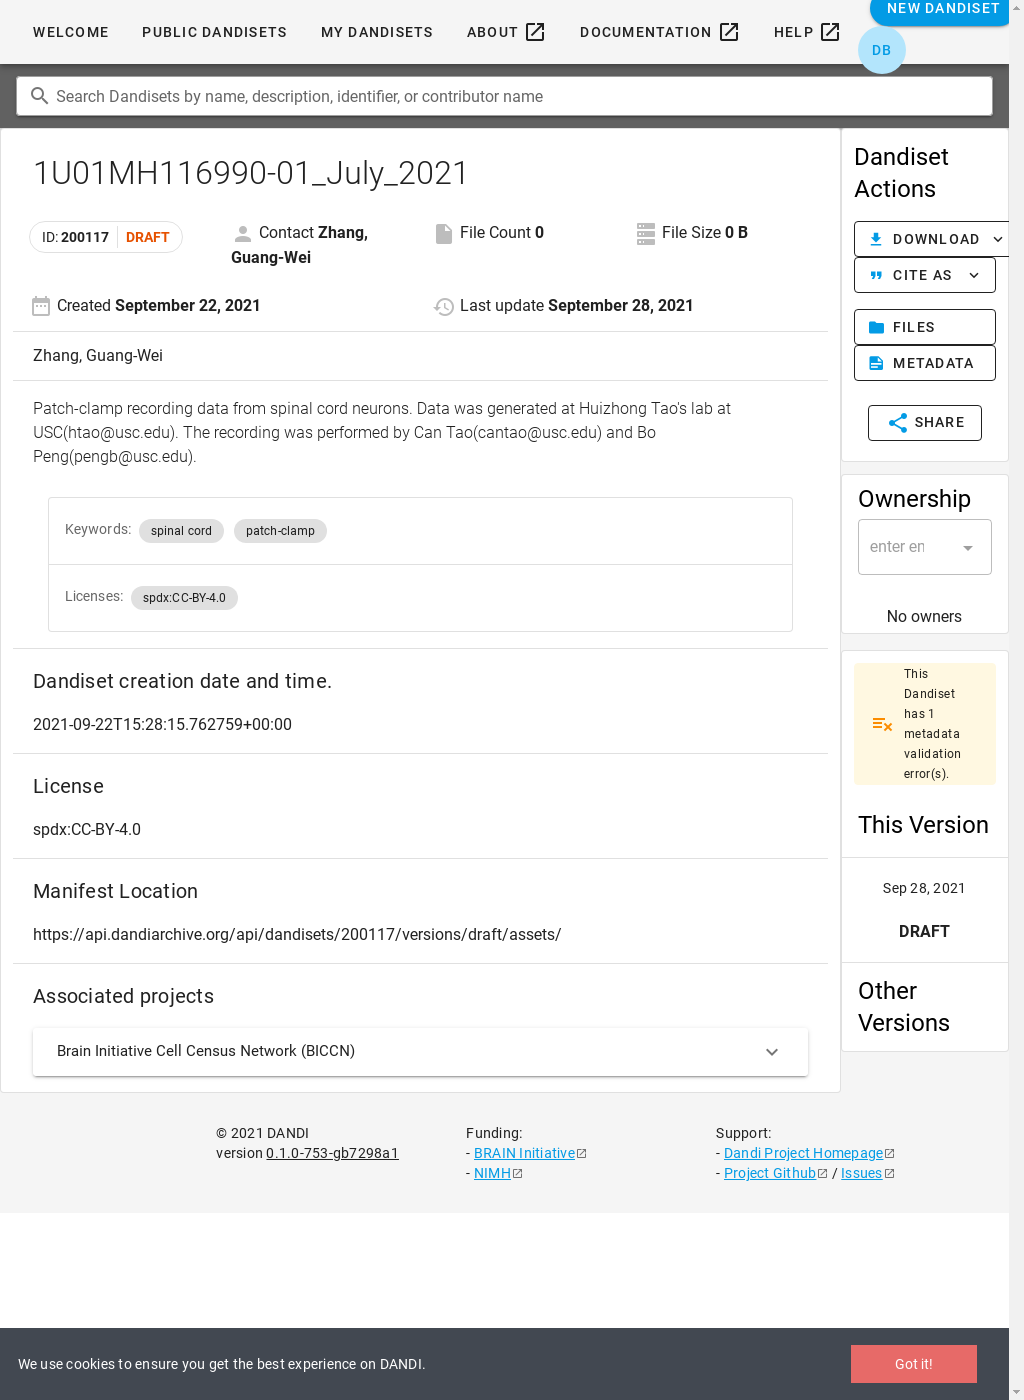 WELCOME PUBLIC DANDISETS MY DANDISETS ABOUT DOCUMENTATION HELP NEW DANDISET
DB
Search Dandisets by name, description, identifier, or contributor name
1U01MH116990-01_July_2021
ID: 200117 DRAFT
Contact Zhang, Guang-Wei
File Count 0
File Size 0 B
Created September 22, 2021
Last update September 28, 2021
Zhang, Guang-Wei
Patch-clamp recording data from spinal cord neurons. Data was generated at Huizhong Tao's lab at
USC(htao@usc.edu). The recording was performed by Can Tao(cantao@usc.edu) and Bo
Peng(pengb@usc.edu).
Keywords: spinal cord patch-clamp
Licenses: spdx:CC-BY-4.0
Dandiset creation date and time.
2021-09-22T15:28:15.762759+00:00
License
spdx:CC-BY-4.0
Manifest Location
https://api.dandiarchive.org/api/dandisets/200117/versions/draft/assets/
Associated projects
Brain Initiative Cell Census Network (BICCN)
Dandiset
Actions
DOWNLOAD
CITE AS
FILES
METADATA
SHARE
Ownership
enter en
No owners
This
Dandiset
has 1
metadata
validation
error(s).
This Version
Sep 28, 2021
DRAFT
Other
Versions
© 2021 DANDI
version 0.1.0-753-gb7298a1
Funding:
- BRAIN Initiative
- NIMH
Support:
- Dandi Project Homepage
- Project Github / Issues
We use cookies to ensure you get the best experience on DANDI.
Got it!